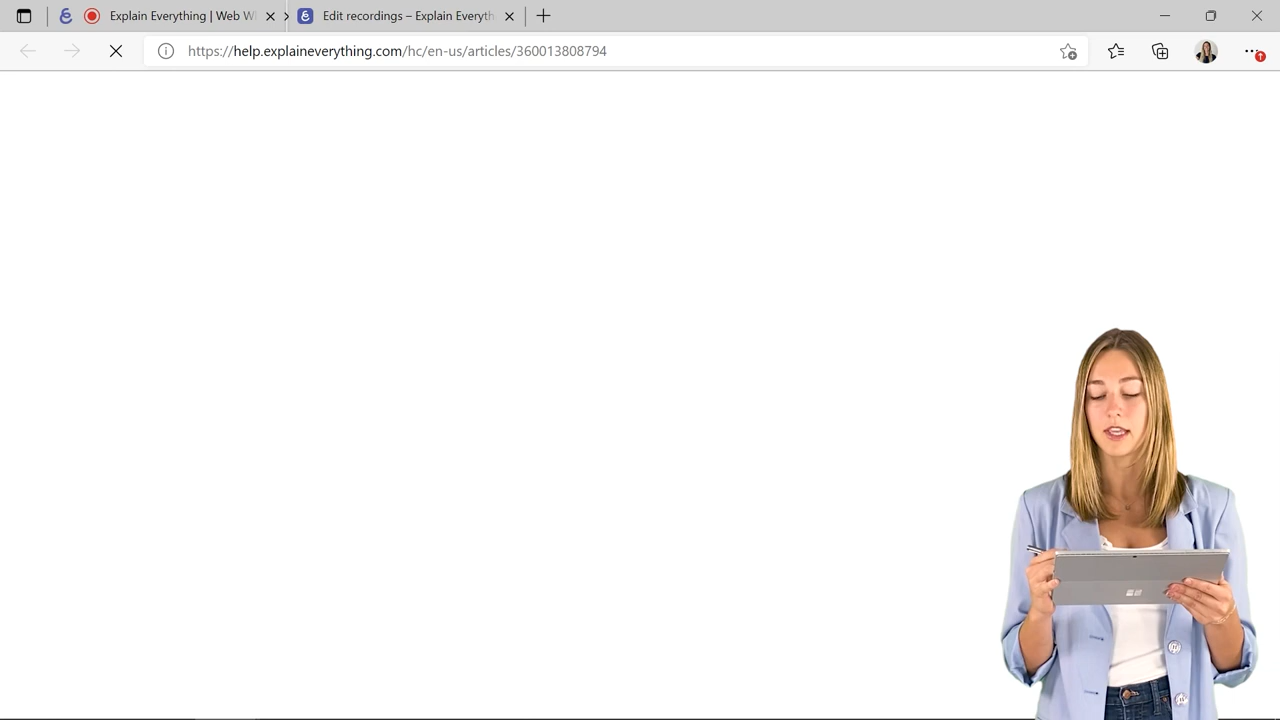 Explain Everything | Web W
Edit recordings – Explain Everyth
https://help.explaineverything.com/hc/en-us/articles/360013808794